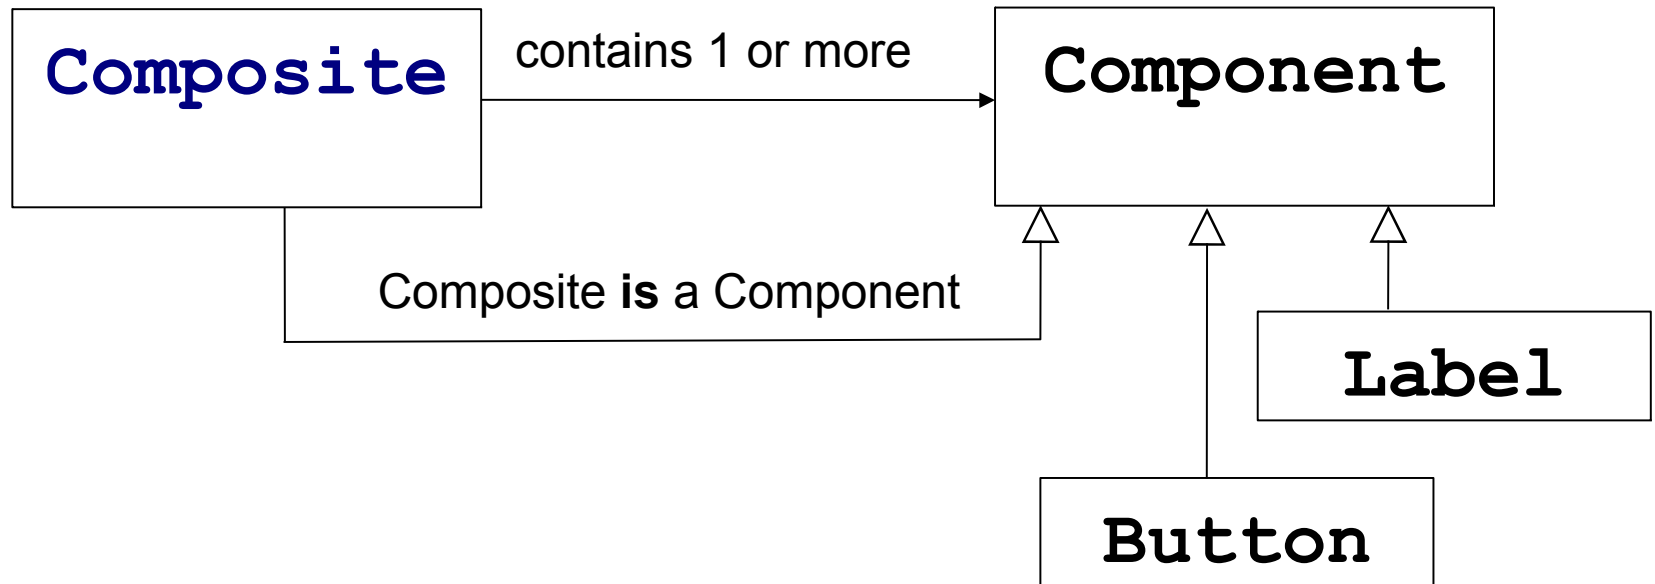 Composite
contains 1 or more
Component
Composite is a Component
Label
Button